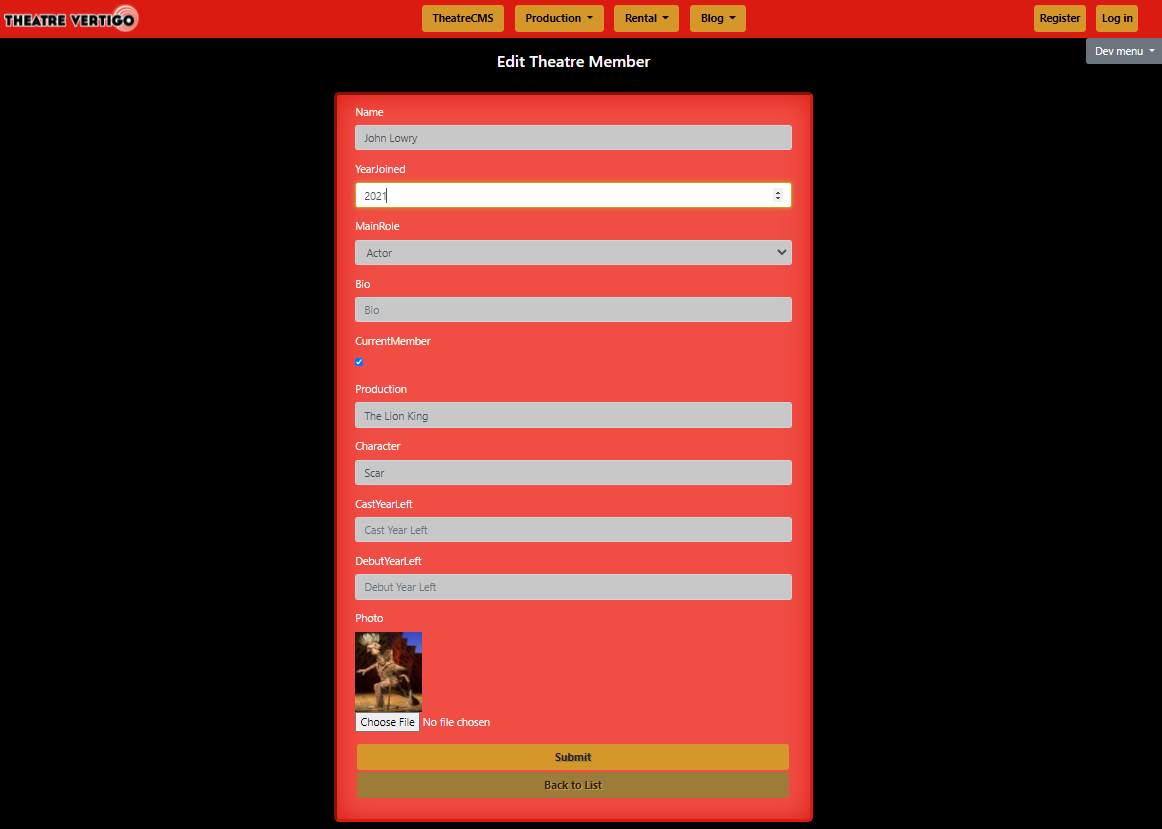 THEATRE VERTIGO
TheatreCMS Production Rental Blog Register Log in
Dev menu
Edit Theatre Member
Name
John Lowry
YearJoined
2021
MainRole
Actor
Bio
Bio
CurrentMember
Production
The Lion King
Character
Scar
CastYearLeft
Cast Year Left
DebutYearLeft
Debut Year Left
Photo
Choose File No file chosen
Submit
Back to List